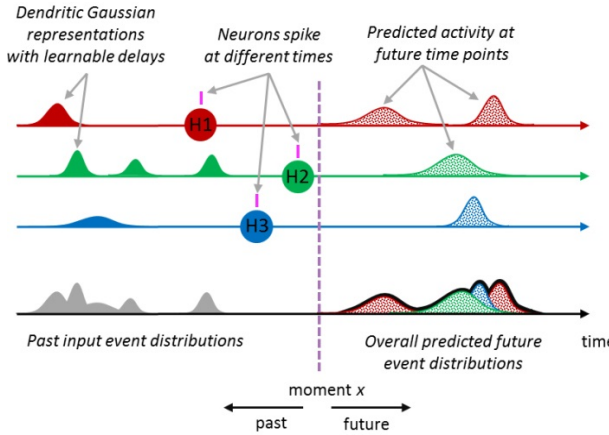 Dendritic Gaussian
representations
with learnable delays
Neurons spike
at different times
Predicted activity at
future time points
H1
H2
H3
Past input event distributions
Overall predicted future
event distributions
time
moment x
past
future